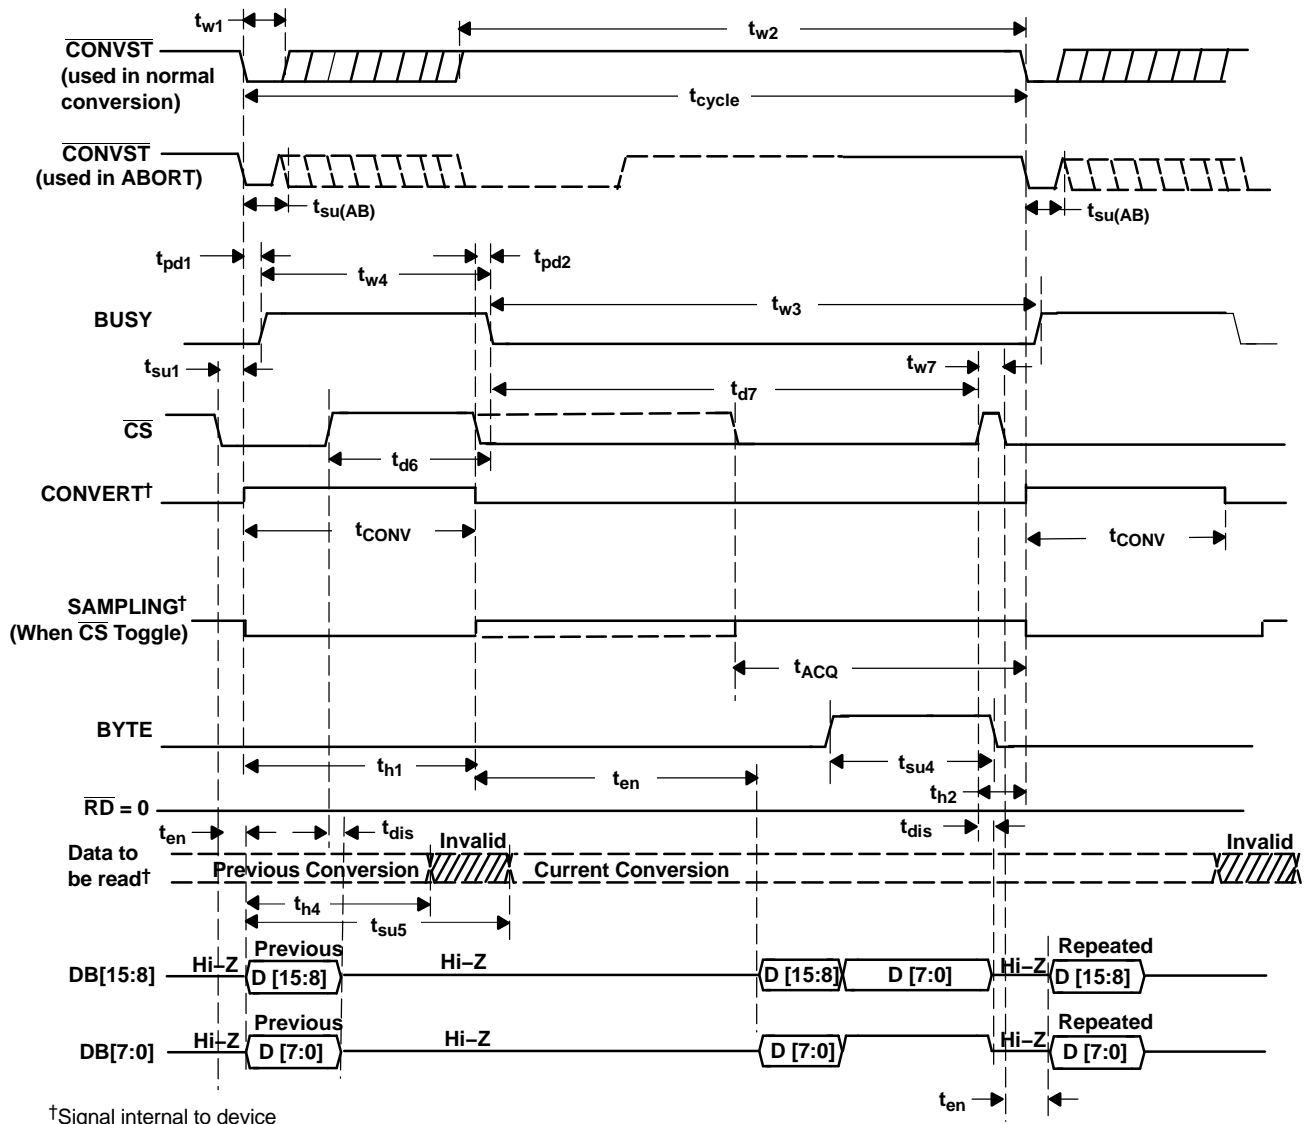 tw1
tw2
CONVST
(used in normal
conversion)
tcycle
CONVST
(used in ABORT)
tsu(AB)
tsu(AB)
tpd1
tw4
tpd2
tw3
BUSY
tsu1
tw7
td7
CS
td6
CONVERT†
tCONV
tCONV
SAMPLING†
(When CS Toggle)
tACQ
BYTE
th1
ten
tsu4
th2
RD = 0
ten
tdis
tdis
Data to
be read†
Previous Conversion
Invalid
Current Conversion
Invalid
th4
tsu5
DB[15:8]
Hi–Z
Previous
D [15:8]
Hi–Z
D [15:8]
D [7:0]
Hi–Z
Repeated
D [15:8]
DB[7:0]
Hi–Z
Previous
D [7:0]
Hi–Z
D [7:0]
Hi–Z
Repeated
D [7:0]
ten
†Signal internal to device